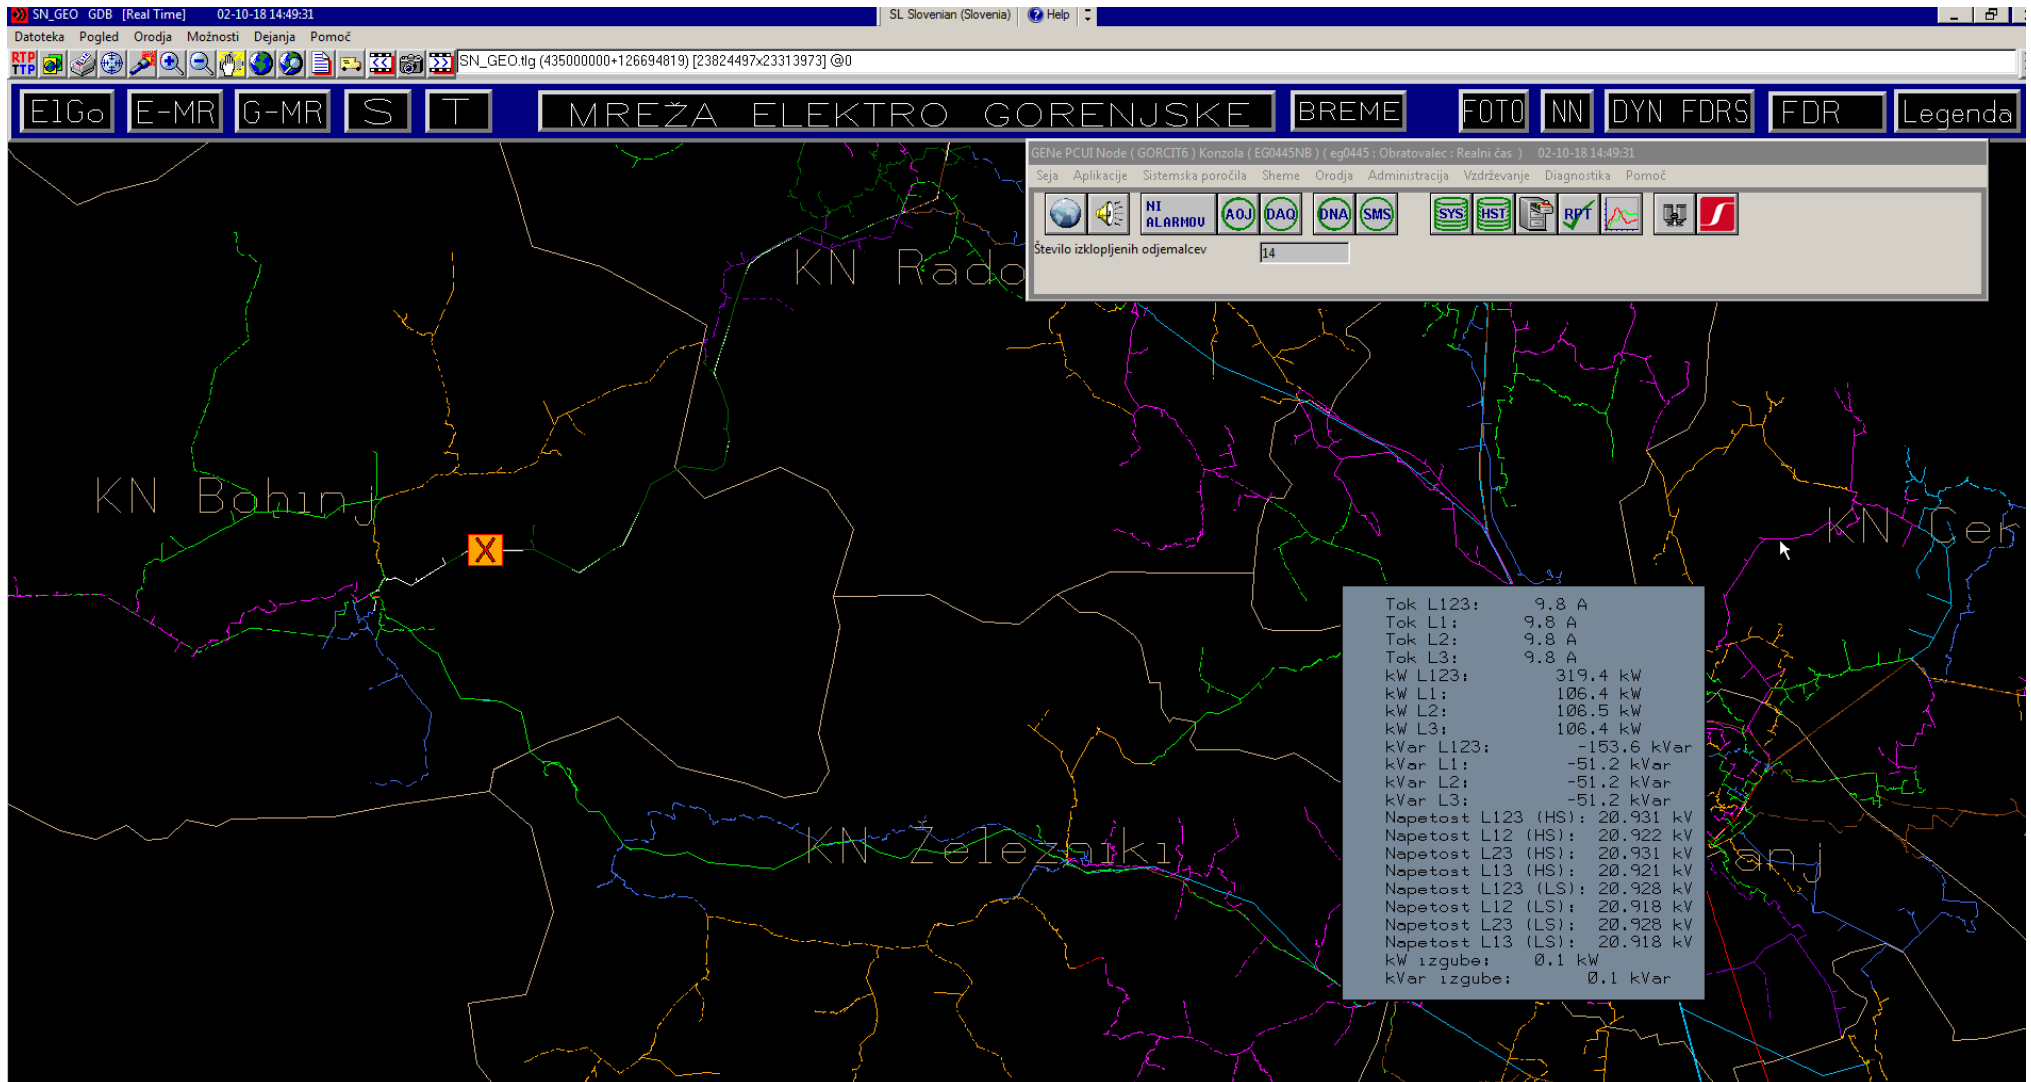 SN_GEO GDB [Real Time] 02-10-18 14:49:31
SL Slovenian (Slovenia) Help
Datoteka Pogled Orodja Možnosti Dejanja Pomoč
RTP
TTP
SN_GEO.tlg (435000000+126694819) [23824497x23313973] @0
ElGo E-MR G-MR S T MREŽA ELEKTRO GORENJSKE BREME FOTO NN DYN FDRS FDR Legenda
GENe PCUI Node ( GORCIT6 ) Konzola ( EG0445NB ) ( eg0445 : Obratovalec : Realni čas ) 02-10-18 14:49:31
Seja Aplikacije Sistemska poročila Sheme Orodja Administracija Vzdrževanje Diagnostika Pomoč
NI
ALARMOV
AOJ DAQ DNA SMS SYS HST RPT
Število izklopljenih odjemalcev 14
KN Rado
KN Bohinj
X
KN Cer
KN Železniki
anj
Tok L123: 9.8 A
Tok L1: 9.8 A
Tok L2: 9.8 A
Tok L3: 9.8 A
kW L123: 319.4 kW
kW L1: 106.4 kW
kW L2: 106.5 kW
kW L3: 106.4 kW
kVar L123: -153.6 kVar
kVar L1: -51.2 kVar
kVar L2: -51.2 kVar
kVar L3: -51.2 kVar
Napetost L123 (HS): 20.931 kV
Napetost L12 (HS): 20.922 kV
Napetost L23 (HS): 20.931 kV
Napetost L13 (HS): 20.921 kV
Napetost L123 (LS): 20.928 kV
Napetost L12 (LS): 20.918 kV
Napetost L23 (LS): 20.928 kV
Napetost L13 (LS): 20.918 kV
kW izgube: 0.1 kW
kVar izgube: 0.1 kVar